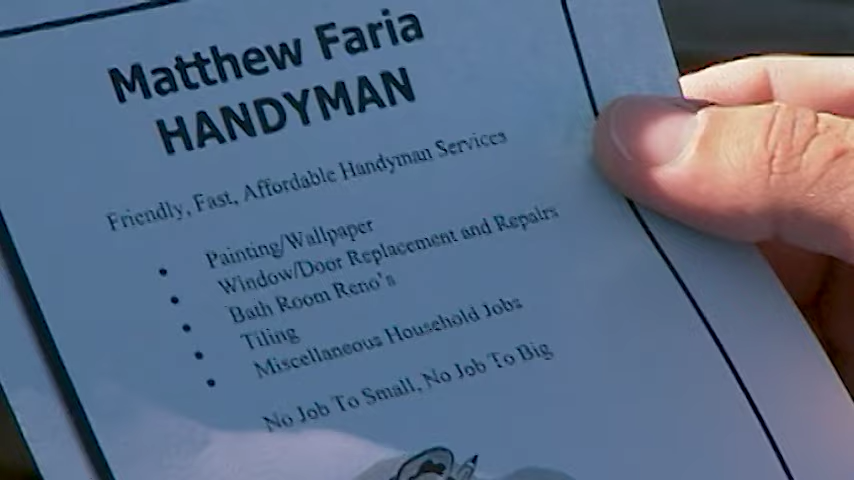 Matthew Faria
HANDYMAN
Friendly, Fast, Affordable Handyman Services
• Painting/Wallpaper
• Window/Door Replacement and Repairs
• Bath Room Reno's
• Tiling
• Miscellaneous Household Jobs
No Job To Small, No Job To Big